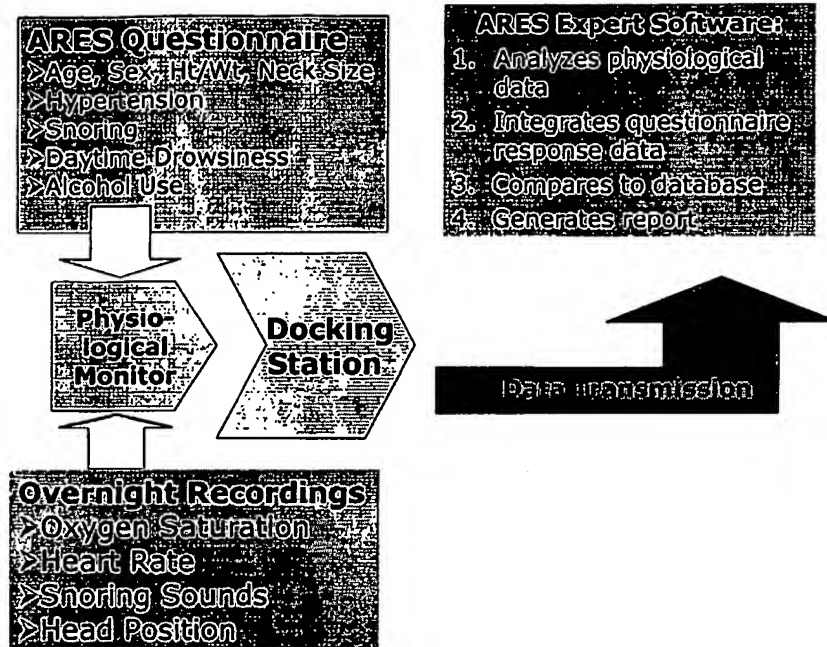 ARES Questionnaire
>Age, Sex, Ht/Wt, Neck Size
>Hypertension
>Snoring
>Daytime Drowsiness
>Alcohol Use
Physio-
logical
Monitor
Docking
Station
Overnight Recordings
>Oxygen Saturation
>Heart Rate
>Snoring Sounds
>Head Position
ARES Expert Software:
1. Analyzes physiological
data
2. Integrates questionnaire
response data
3. Compares to database
4. Generates report
Data Transmission